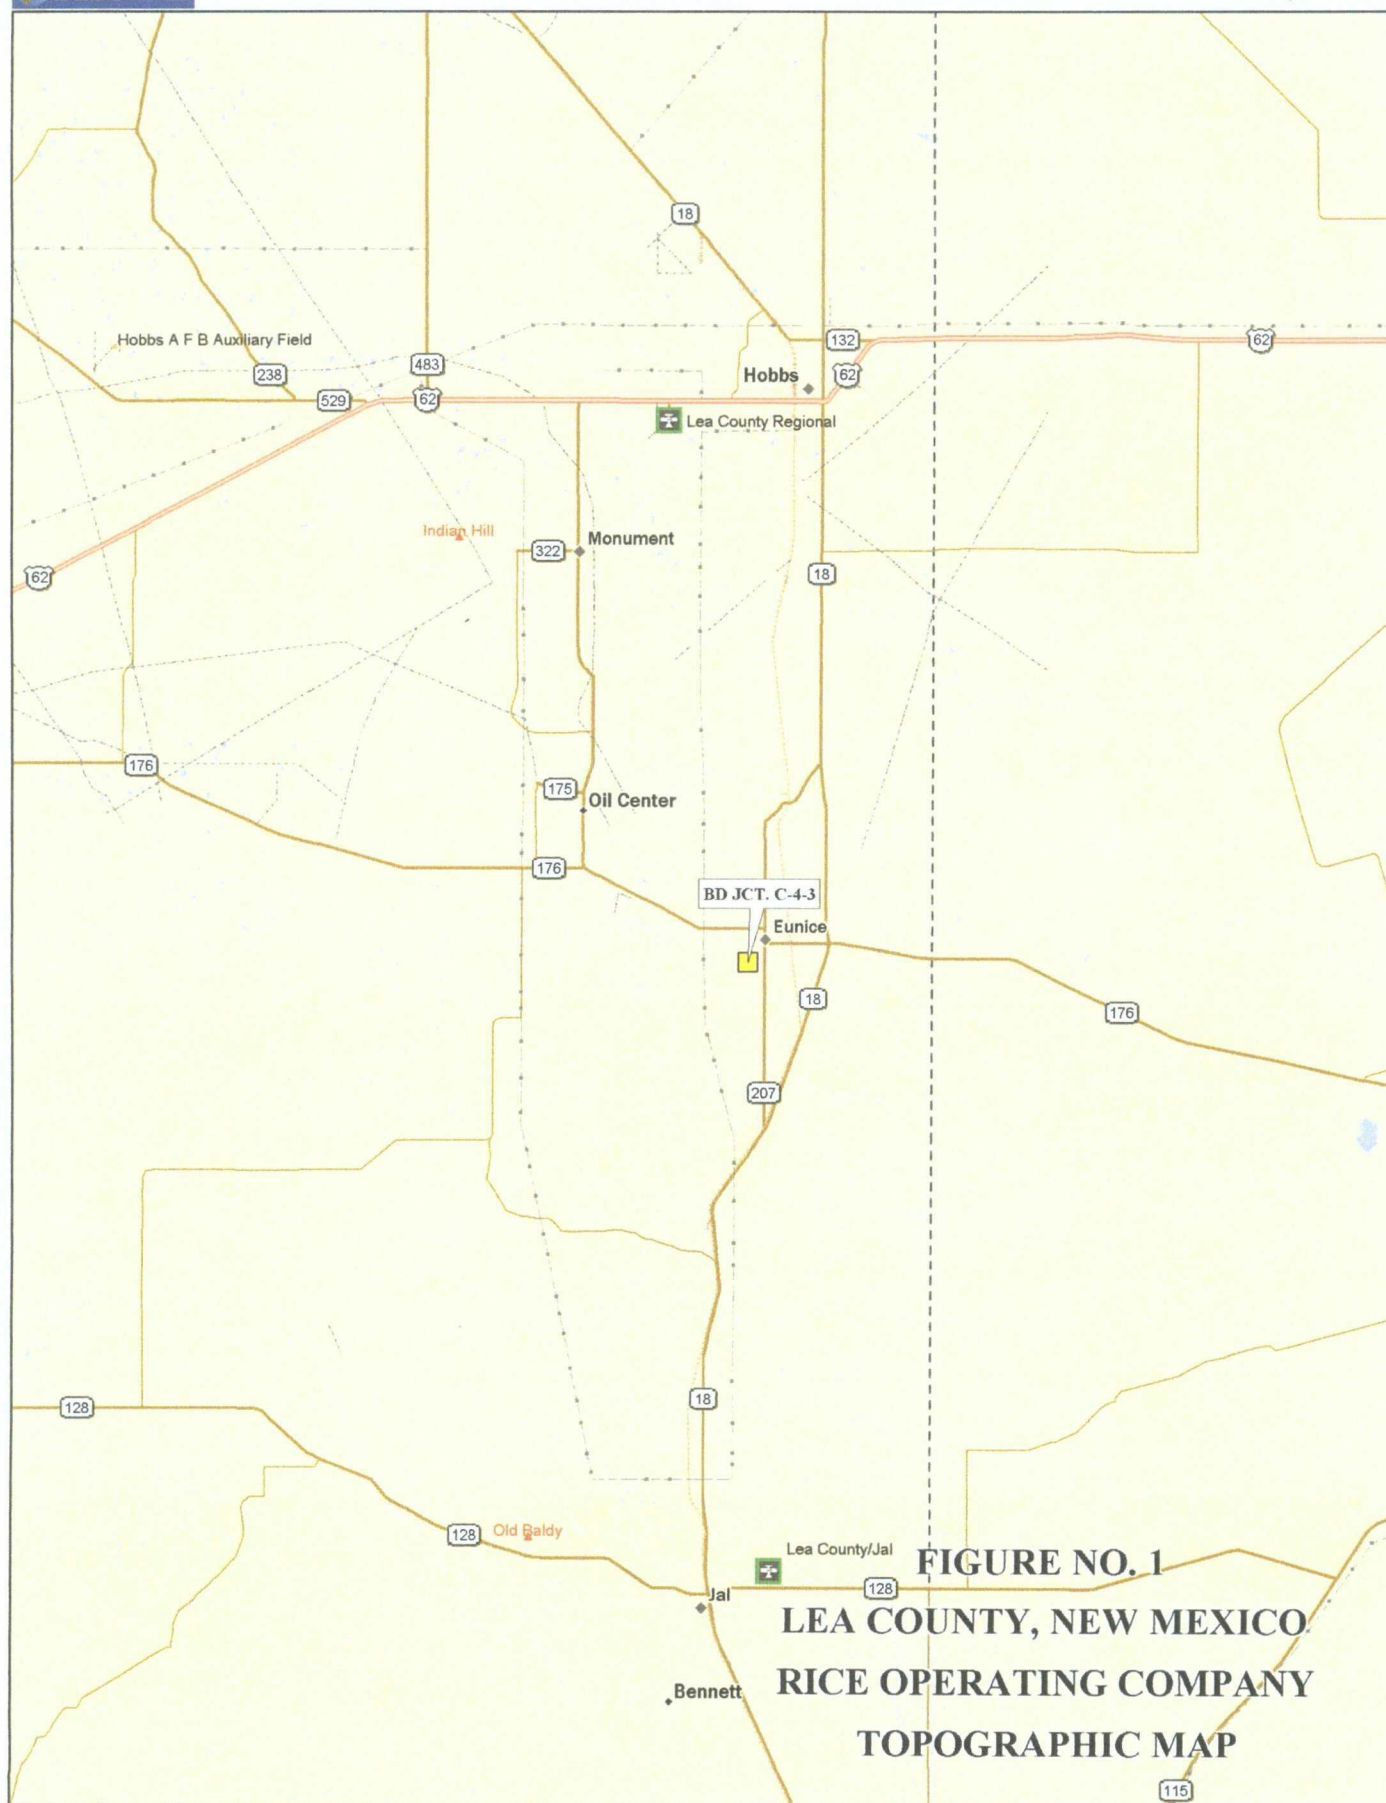 18
Hobbs A F B Auxiliary Field
132
62
238
483
Hobbs
62
529
62
Lea County Regional
Indian Hill
322
Monument
18
62
176
175
Oil Center
176
BD JCT. C-4-3
Eunice
18
176
207
18
128
128
Old Baldy
Lea County/Jal
128
Jal
Bennett
FIGURE NO. 1
LEA COUNTY, NEW MEXICO
RICE OPERATING COMPANY
TOPOGRAPHIC MAP
115